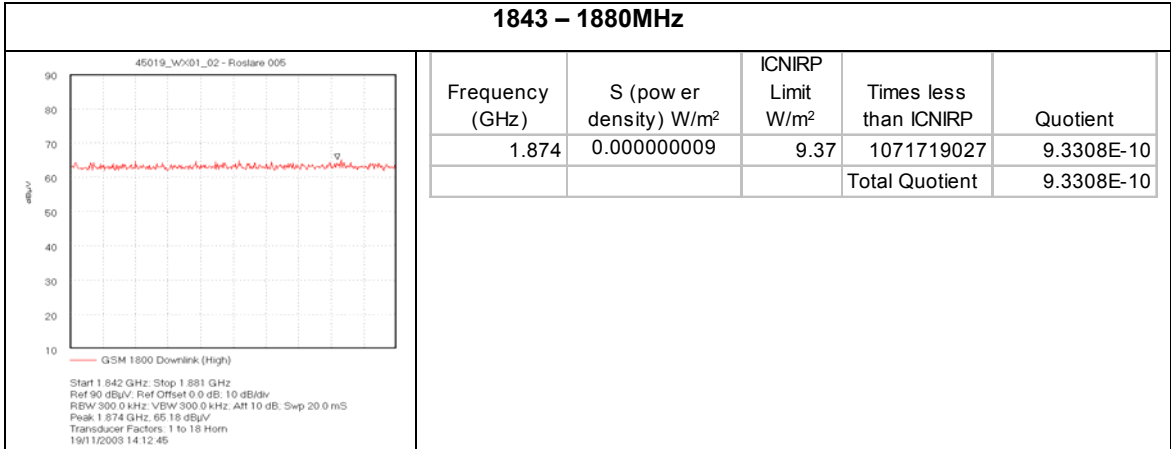 1843 – 1880MHz
45019_WX01_02 - Roslare 005
90
80
70
60
50
40
30
20
10
dBµV
GSM 1800 Downlink (High)
Start 1.842 GHz; Stop 1.881 GHz
Ref 90 dBµV; Ref Offset 0.0 dB; 10 dB/div
RBW 300.0 kHz; VBW 300.0 kHz; Att 10 dB; Swp 20.0 mS
Peak 1.874 GHz, 65.18 dBµV
Transducer Factors: 1 to 18 Horn
19/11/2003 14:12:45
Frequency (GHz) S (pow er density) W/m² ICNIRP Limit W/m² Times less than ICNIRP Quotient
1.874 0.000000009 9.37 1071719027 9.3308E-10
Total Quotient 9.3308E-10